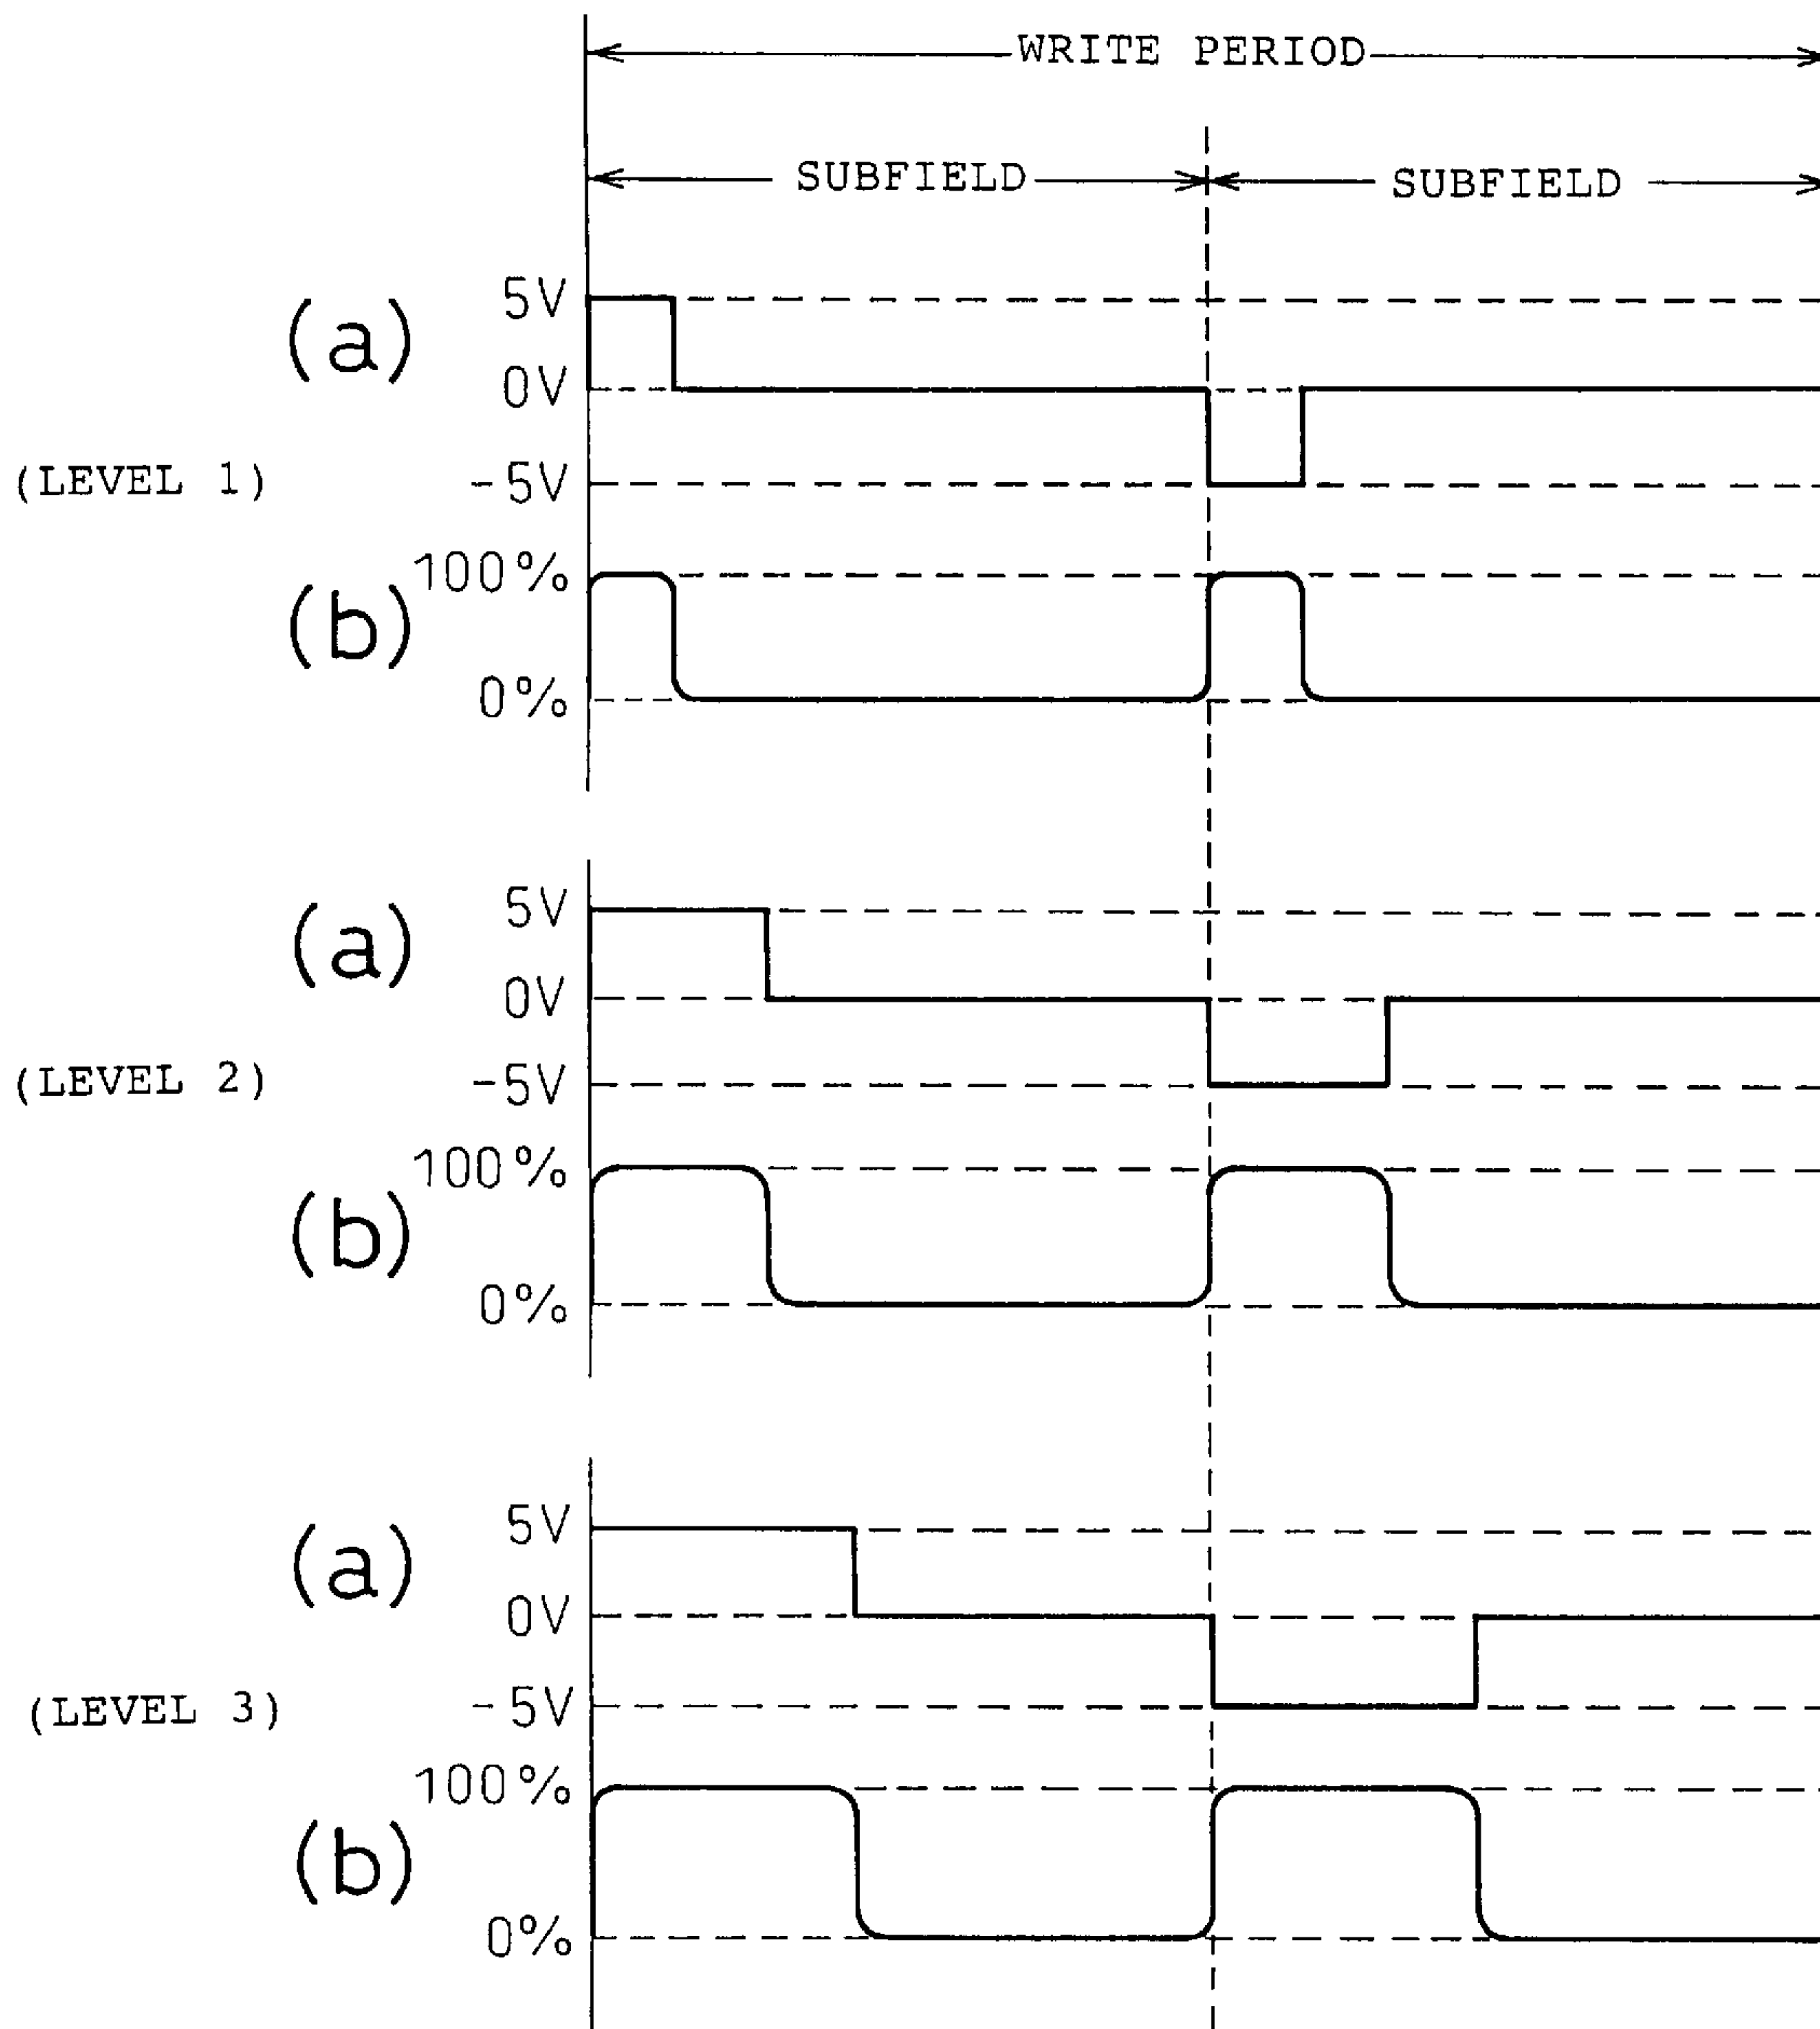 WRITE PERIOD
SUBFIELD SUBFIELD
(a) 5V
0V
(LEVEL 1) -5V
(b) 100%
0%
(a) 5V
0V
(LEVEL 2) -5V
(b) 100%
0%
(a) 5V
0V
(LEVEL 3) -5V
(b) 100%
0%